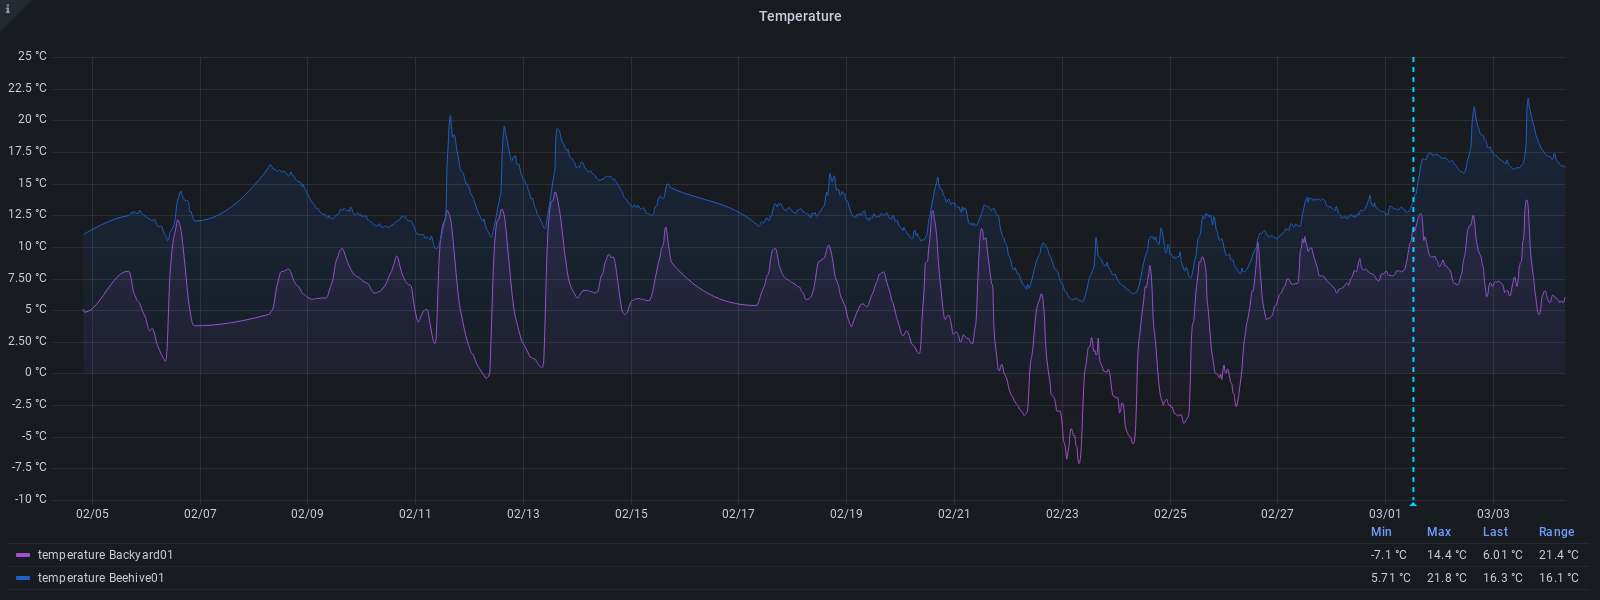 i
Temperature
25 °C
22.5 °C
20 °C
17.5 °C
15 °C
12.5 °C
10 °C
7.50 °C
5 °C
2.50 °C
0 °C
-2.5 °C
-5 °C
-7.5 °C
-10 °C
02/05 02/07 02/09 02/11 02/13 02/15 02/17 02/19 02/21 02/23 02/25 02/27 03/01 03/03
Min Max Last Range
temperature Backyard01 -7.1 °C 14.4 °C 6.01 °C 21.4 °C
temperature Beehive01 5.71 °C 21.8 °C 16.3 °C 16.1 °C